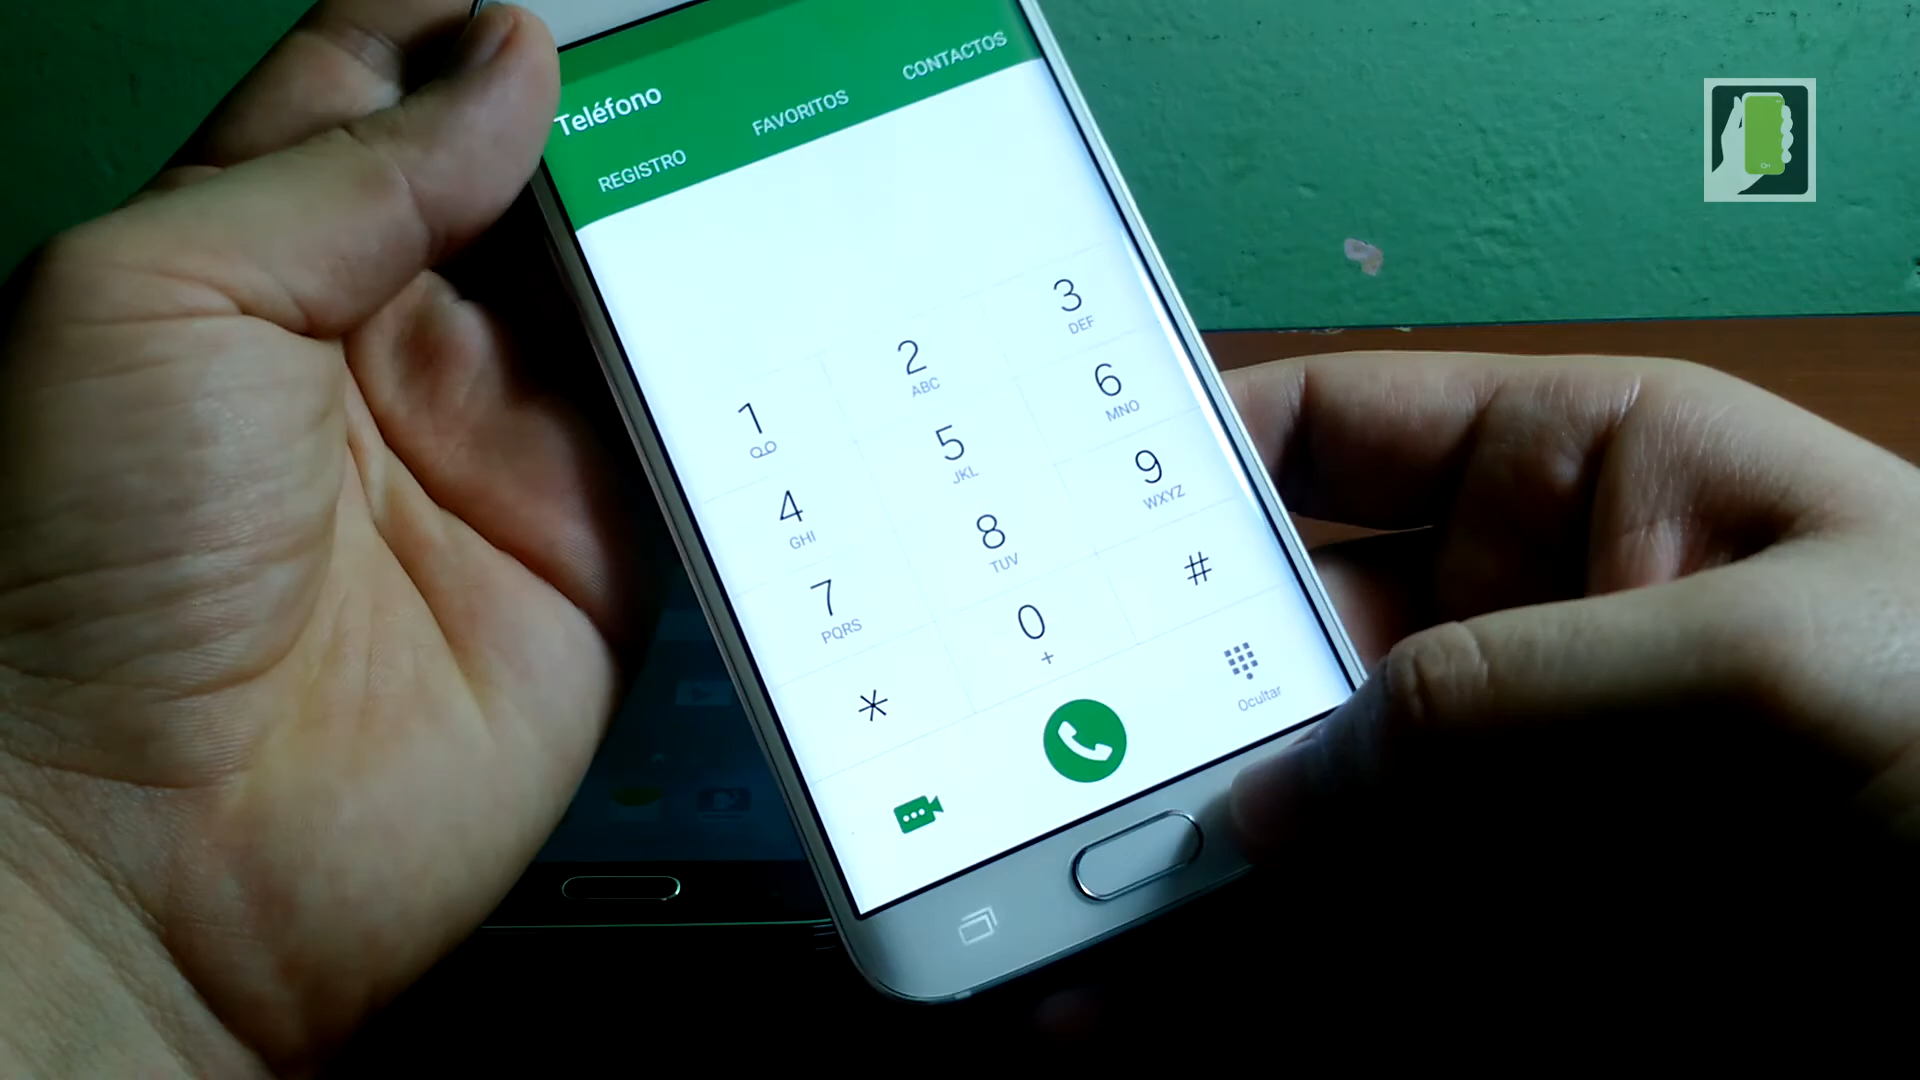 Teléfono
REGISTRO FAVORITOS CONTACTOS
1 2 ABC 3 DEF
4 GHI 5 JKL 6 MNO
7 PQRS 8 TUV 9 WXYZ
* 0 + #
Ocultar